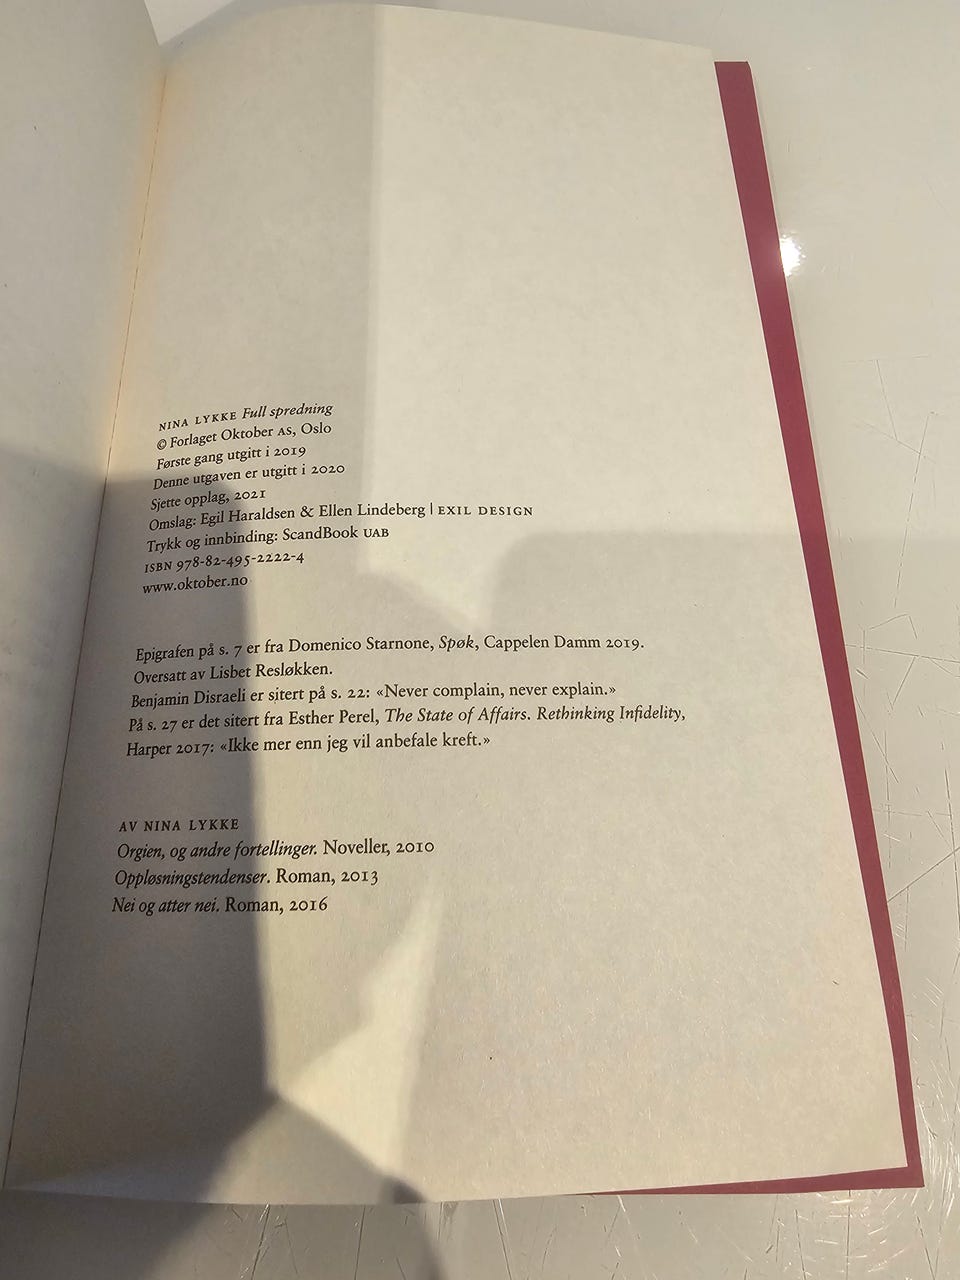 NINA LYKKE Full spredning
© Forlaget Oktober AS, Oslo
Første gang utgitt i 2019
Denne utgaven er utgitt i 2020
Sjette opplag, 2021
Omslag: Egil Haraldsen & Ellen Lindeberg | EXIL DESIGN
Trykk og innbinding: ScandBook UAB
ISBN 978-82-495-2222-4
www.oktober.no
Epigrafen på s. 7 er fra Domenico Starnone, Spøk, Cappelen Damm 2019.
Oversatt av Lisbet Resløkken.
Benjamin Disraeli er sitert på s. 22: «Never complain, never explain.»
På s. 27 er det sitert fra Esther Perel, The State of Affairs. Rethinking Infidelity,
Harper 2017: «Ikke mer enn jeg vil anbefale kreft.»
AV NINA LYKKE
Orgien, og andre fortellinger. Noveller, 2010
Oppløsningstendenser. Roman, 2013
Nei og atter nei. Roman, 2016